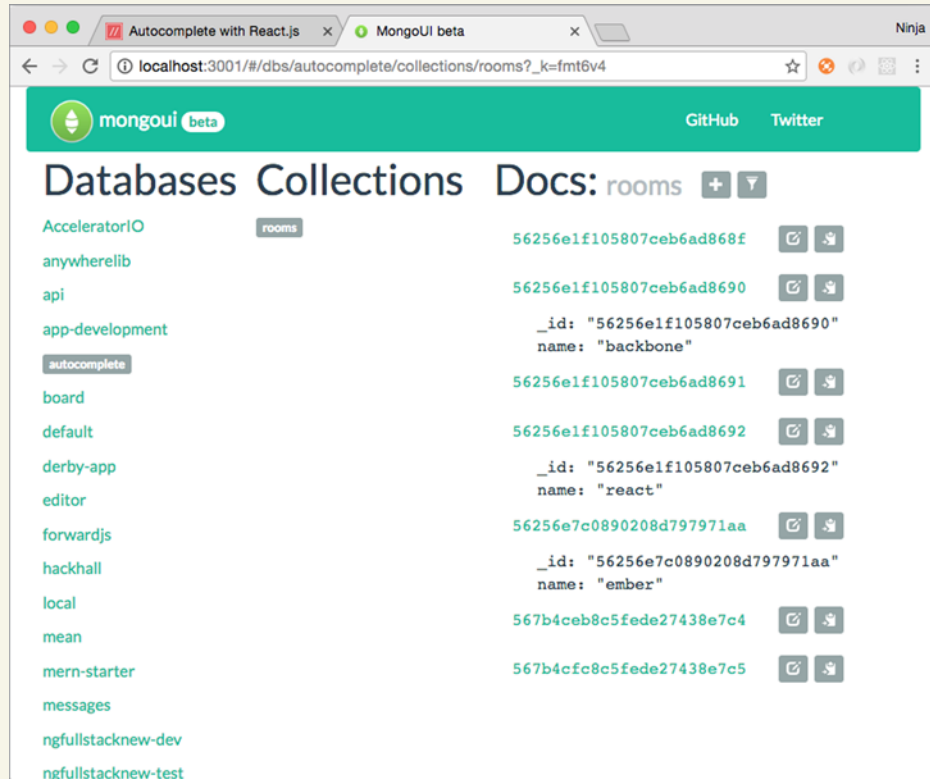 Autocomplete with React.js
MongoUI beta
Ninja
localhost:3001/#/dbs/autocomplete/collections/rooms?_k=fmt6v4
mongoui beta
GitHub
Twitter
Databases
AcceleratorIO
anywherelib
api
app-development
autocomplete
board
default
derby-app
editor
forwardjs
hackhall
local
mean
mern-starter
messages
ngfullstacknew-dev
ngfullstacknew-test
Collections
rooms
Docs: rooms
56256e1f105807ceb6ad868f
56256e1f105807ceb6ad8690
_id: "56256e1f105807ceb6ad8690"
name: "backbone"
56256e1f105807ceb6ad8691
56256e1f105807ceb6ad8692
_id: "56256e1f105807ceb6ad8692"
name: "react"
56256e7c0890208d797971aa
_id: "56256e7c0890208d797971aa"
name: "ember"
567b4ceb8c5fede27438e7c4
567b4cfc8c5fede27438e7c5